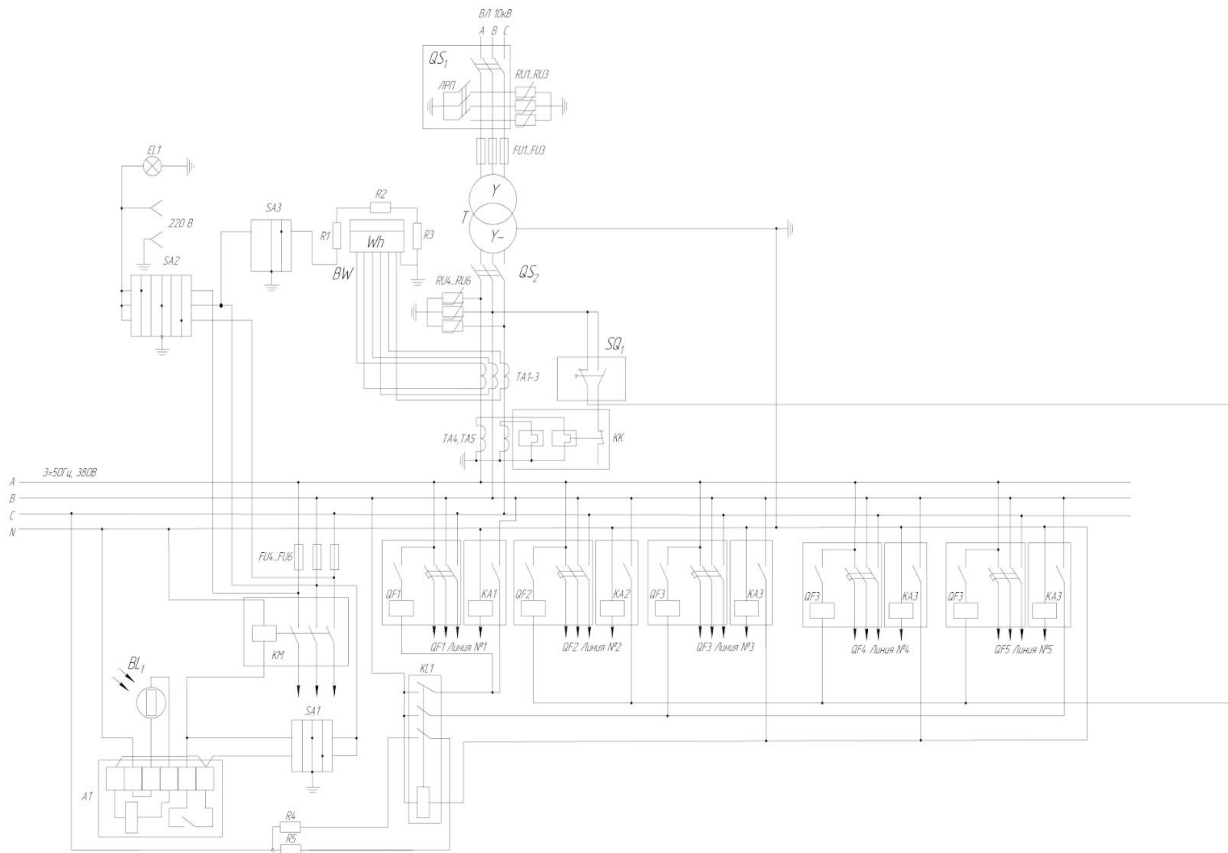 ВЛ 10кВ
A B C
QS1
ЛРП
RU1..RU3
FU1..FU3
EL1
220 В
SA2
SA3
R1
R2
R3
Wh
BW
Y
T
Y-
QS2
RU4...RU6
SQ1
TA1-3
TA4, TA5
KK
3=50Гц, 380В
A
B
C
N
FU4...FU6
QF1
KA1
QF2
KA2
QF3
KA3
QF3
KA3
QF3
KA3
QF1 Линия №1
QF2 Линия №2
QF3 Линия №3
QF4 Линия №4
QF5 Линия №5
KM
BL1
SA1
KL1
A1
R4
R5